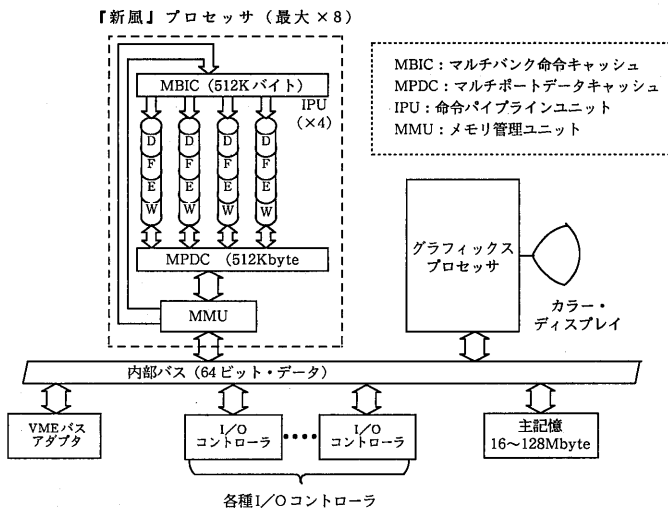 『新風』プロセッサ（最大×8）
MBIC：マルチバンク命令キャッシュ
MPDC：マルチポートデータキャッシュ
IPU：命令パイプラインユニット
MMU：メモリ管理ユニット
MBIC（512Kバイト）
IPU
（×4）
D D D D
F F F F
E E E E
W W W W
MPDC （512Kbyte
MMU
グラフィックス
プロセッサ
カラー・
ディスプレイ
内部バス（64ビット・データ）
VMEバス
アダプタ
I／O
コントローラ
I／O
コントローラ
主記憶
16〜128Mbyte
各種I／Oコントローラ